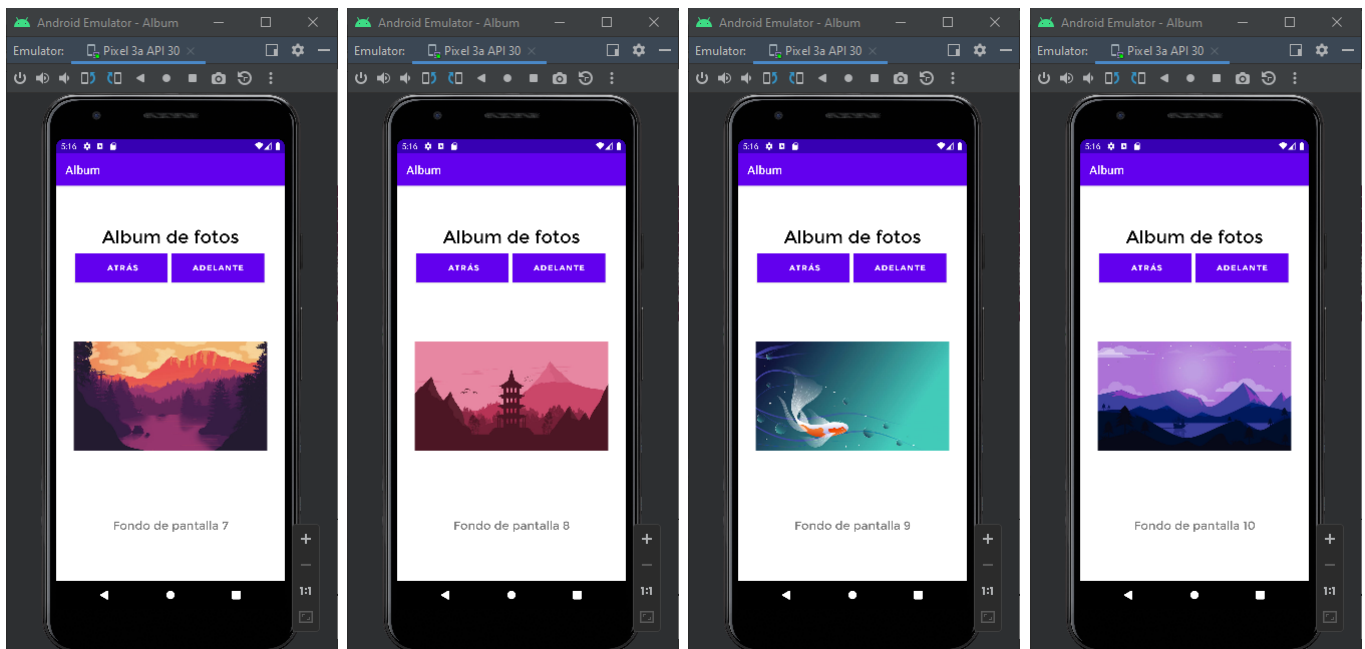 Android Emulator - Album
Emulator: Pixel 3a API 30
5:16
Album
Album de fotos
ATRÁS ADELANTE
Fondo de pantalla 7
1:1
Android Emulator - Album
Emulator: Pixel 3a API 30
5:16
Album
Album de fotos
ATRÁS ADELANTE
Fondo de pantalla 8
1:1
Android Emulator - Album
Emulator: Pixel 3a API 30
5:16
Album
Album de fotos
ATRÁS ADELANTE
Fondo de pantalla 9
1:1
Android Emulator - Album
Emulator: Pixel 3a API 30
5:16
Album
Album de fotos
ATRÁS ADELANTE
Fondo de pantalla 10
1:1